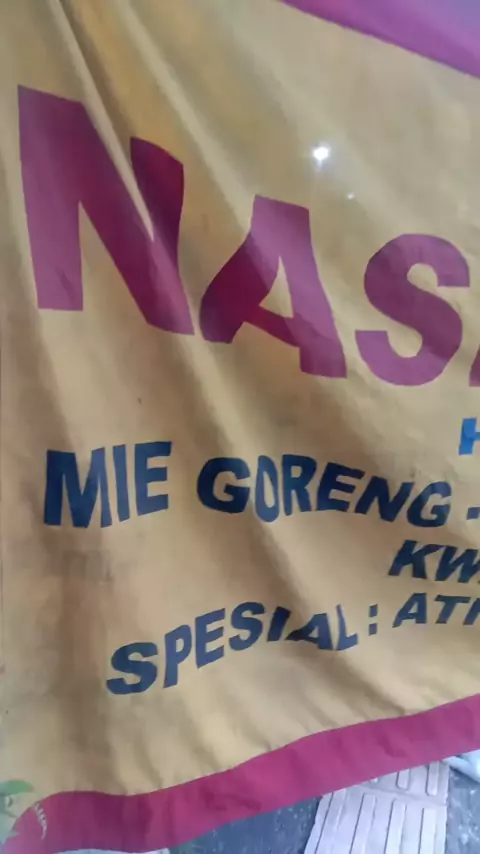 NAS
MIE GORENG -
KW
SPESIAL : AT